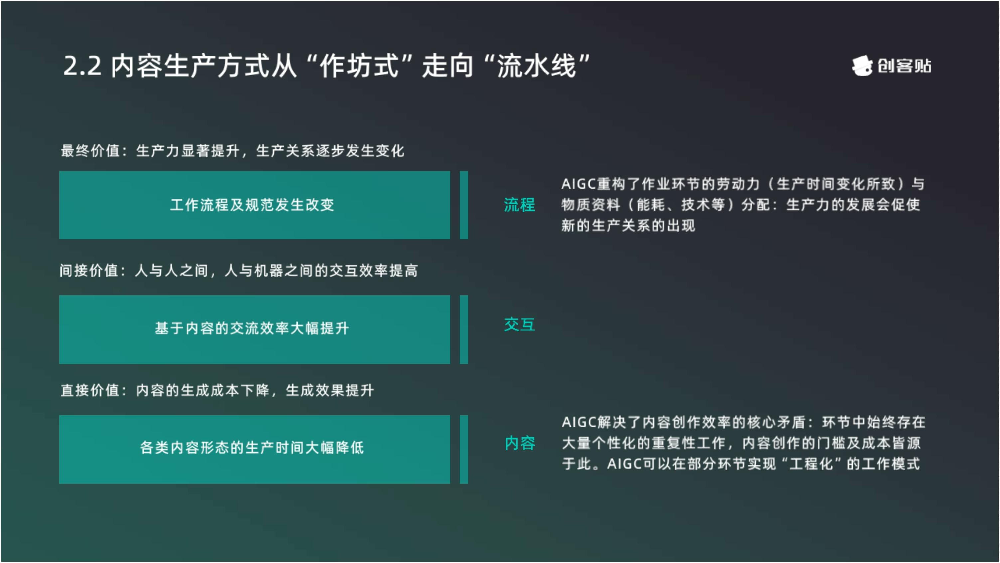 2.2 内容生产方式从“作坊式”走向“流水线”
创客贴
最终价值：生产力显著提升，生产关系逐步发生变化
工作流程及规范发生改变
流程
AIGC重构了作业环节的劳动力（生产时间变化所致）与
物质资料（能耗、技术等）分配：生产力的发展会促使
新的生产关系的出现
间接价值：人与人之间，人与机器之间的交互效率提高
基于内容的交流效率大幅提升
交互
直接价值：内容的生成成本下降，生成效果提升
各类内容形态的生产时间大幅降低
内容
AIGC解决了内容创作效率的核心矛盾：环节中始终存在
大量个性化的重复性工作，内容创作的门槛及成本皆源
于此。AIGC可以在部分环节实现“工程化”的工作模式